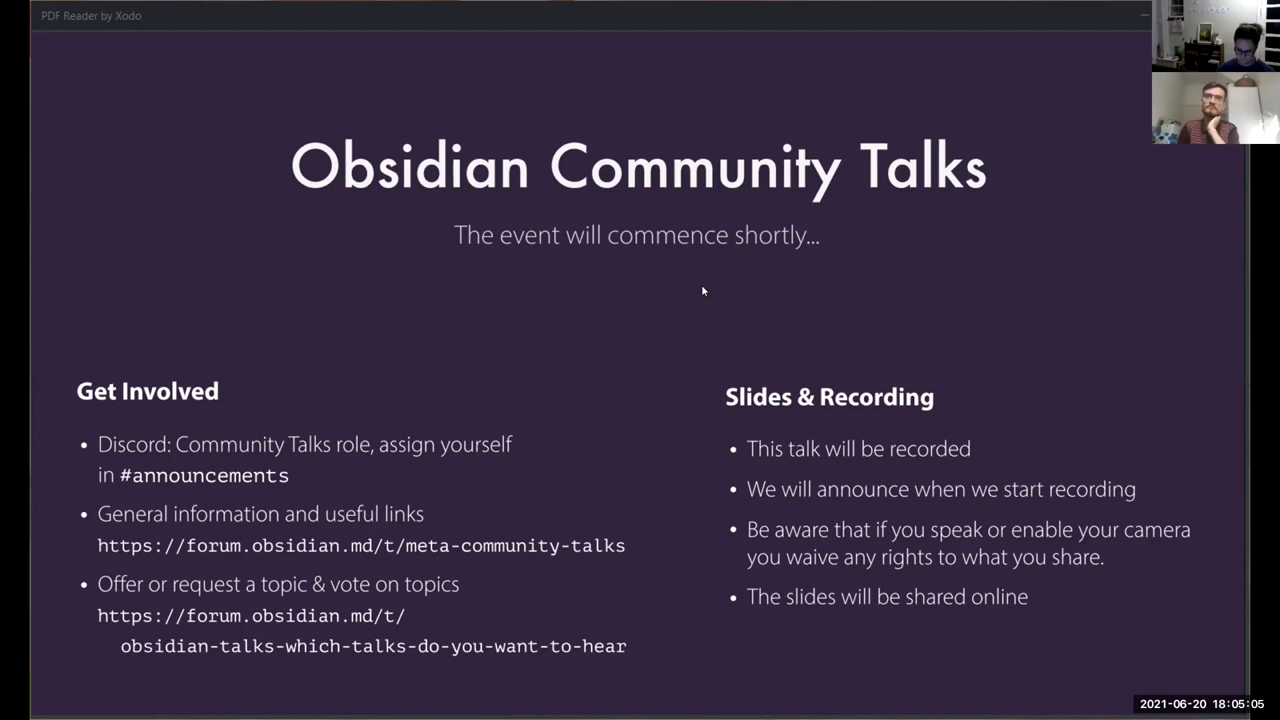 PDF Reader by Xodo
Obsidian Community Talks
The event will commence shortly...
Get Involved
• Discord: Community Talks role, assign yourself
in #announcements
• General information and useful links
https://forum.obsidian.md/t/meta-community-talks
• Offer or request a topic & vote on topics
https://forum.obsidian.md/t/
obsidian-talks-which-talks-do-you-want-to-hear
Slides & Recording
• This talk will be recorded
• We will announce when we start recording
• Be aware that if you speak or enable your camera
you waive any rights to what you share.
• The slides will be shared online
2021-06-20 18:05:05